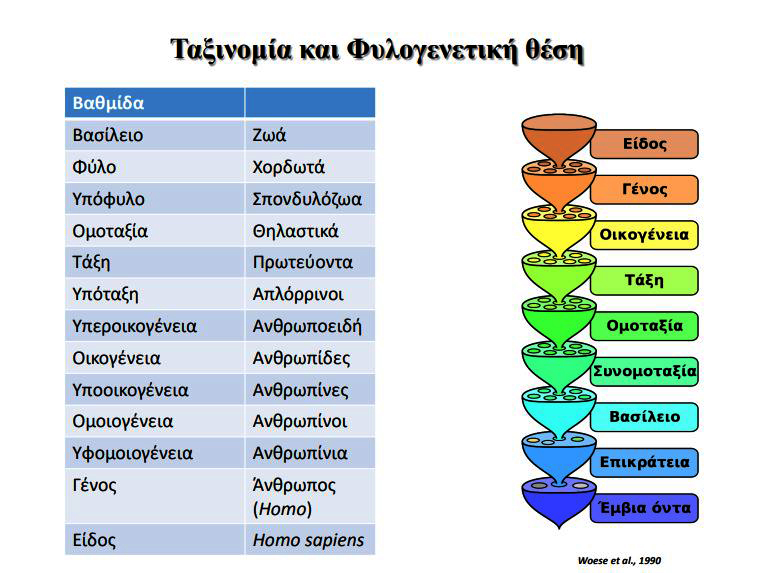 Ταξινομία και Φυλογενετική θέση
Βαθμίδα
Βασίλειο Ζωά
Φύλο Χορδωτά
Υπόφυλο Σπονδυλόζωα
Ομοταξία Θηλαστικά
Τάξη Πρωτεύοντα
Υπόταξη Απλόρρινοι
Υπεροικογένεια Ανθρωποειδή
Οικογένεια Ανθρωπίδες
Υποοικογένεια Ανθρωπίνες
Ομοιογένεια Ανθρωπίνοι
Υφομοιογένεια Ανθρωπίνια
Γένος Άνθρωπος
(Homo)
Είδος Homo sapiens
Είδος
Γένος
Οικογένεια
Τάξη
Ομοταξία
Συνομοταξία
Βασίλειο
Επικράτεια
Έμβια όντα
Woese et al., 1990